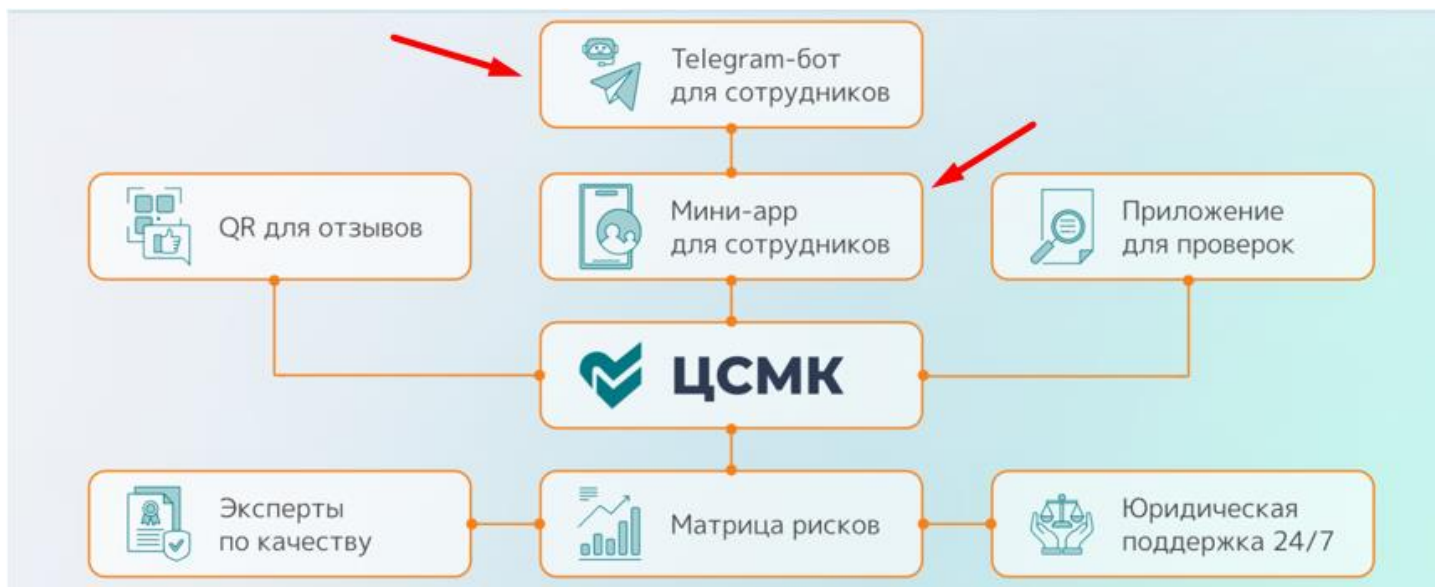 Telegram-бот
для сотрудников
QR для отзывов
Мини-app
для сотрудников
Приложение
для проверок
ЦСМК
Эксперты
по качеству
Матрица рисков
Юридическая
поддержка 24/7